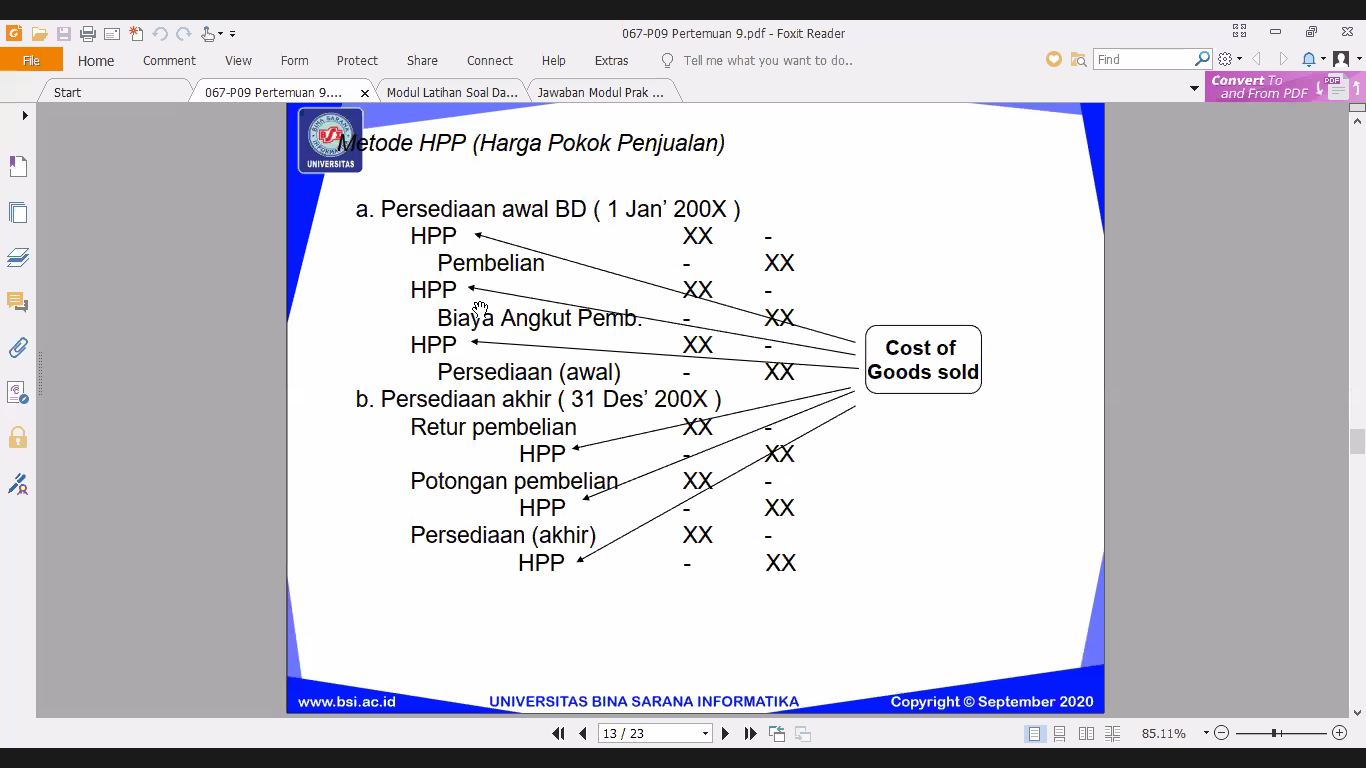 067-P09 Pertemuan 9.pdf - Foxit Reader
File Home Comment View Form Protect Share Connect Help Extras Tell me what you want to do.. Find
Start 067-P09 Pertemuan 9.... Modul Latihan Soal Da... Jawaban Modul Prak ...
Convert To
and From PDF
PDF
BINA SARANA INFORMATIKA
BSI
UNIVERSITAS
Metode HPP (Harga Pokok Penjualan)
a. Persediaan awal BD ( 1 Jan’ 200X )
HPP XX -
Pembelian - XX
HPP XX -
Biaya Angkut Pemb. - XX
HPP XX -
Persediaan (awal) - XX
b. Persediaan akhir ( 31 Des’ 200X )
Retur pembelian XX -
HPP - XX
Potongan pembelian XX -
HPP - XX
Persediaan (akhir) XX -
HPP - XX
Cost of
Goods sold
www.bsi.ac.id UNIVERSITAS BINA SARANA INFORMATIKA Copyright © September 2020
13 / 23 85.11%